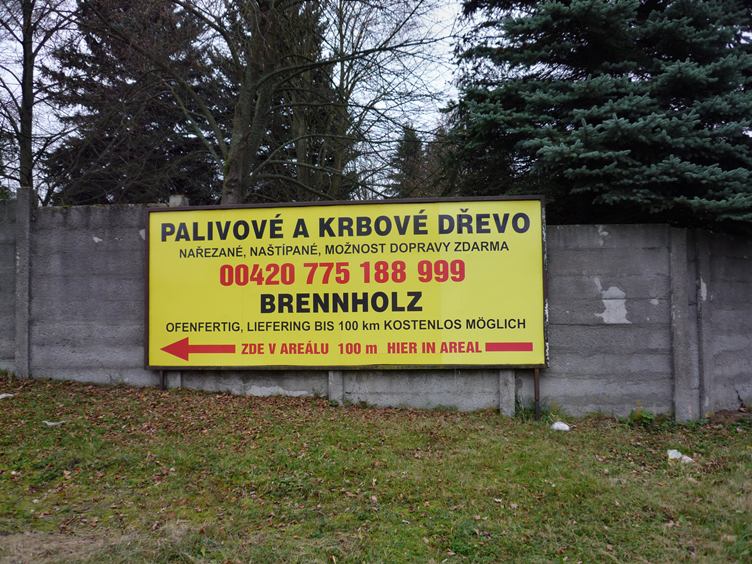 PALIVOVÉ A KRBOVÉ DŘEVO
NAŘEZANÉ, NAŠTÍPANÉ, MOŽNOST DOPRAVY ZDARMA
00420 775 188 999
BRENNHOLZ
OFENFERTIG, LIEFERING BIS 100 km KOSTENLOS MÖGLICH
ZDE V AREÁLU 100 m HIER IN AREAL